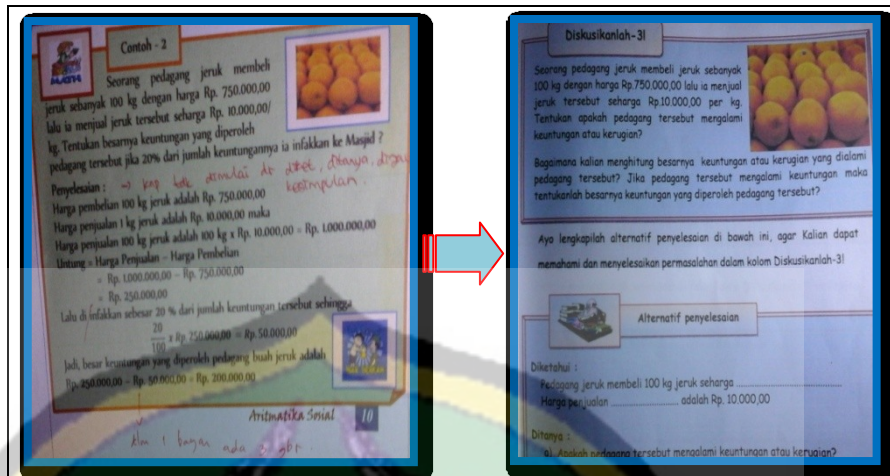 Contoh - 2
MATH
Seorang pedagang jeruk membeli
jeruk sebanyak 100 kg dengan harga Rp. 750.000,00
lalu ia menjual jeruk tersebut seharga Rp. 10.000,00/
kg. Tentukan besarnya keuntungan yang diperoleh
pedagang tersebut jika 20% dari jumlah keuntungannya ia infakkan ke Masjid ?
Penyelesaian :
kesimpulan.
Harga pembelian 100 kg jeruk adalah Rp. 750.000,00
Harga penjualan 1 kg jeruk adalah Rp. 10.000,00 maka
Harga penjualan 100 kg jeruk adalah 100 kg x Rp. 10.000,00 = Rp. 1.000.000,00
Untung = Harga Penjualan - Harga Pembelian
= Rp. 1.000.000,00 - Rp. 750.000,00
= Rp. 250.000,00
Lalu di infakkan sebesar 20 % dari jumlah keuntungan tersebut sehingga
20
100 x Rp. 250.000,00 = Rp. 50.000,00
Jadi, besar keuntungan yang diperoleh pedagang buah jeruk adalah
Rp. 250.000,00 - Rp. 50.000,00 = Rp. 200.000,00
Aritmatika Sosial 10
ada
Diskusikanlah-3!
Seorang pedagang jeruk membeli jeruk sebanyak
100 kg dengan harga Rp.750.000,00 lalu ia menjual
jeruk tersebut seharga Rp.10.000,00 per kg.
Tentukan apakah pedagang tersebut mengalami
keuntungan atau kerugian?
Bagaimana kalian menghitung besarnya keuntungan atau kerugian yang dialami
pedagang tersebut? Jika pedagang tersebut mengalami keuntungan maka
tentukanlah besarnya keuntungan yang diperoleh pedagang tersebut?
Ayo lengkapilah alternatif penyelesaian di bawah ini, agar Kalian dapat
memahami dan menyelesaikan permasalahan dalam kolom Diskusikanlah-3!
Alternatif penyelesaian
Diketahui :
Pedagang jeruk membeli 100 kg jeruk seharga
Harga penjualan adalah Rp. 10.000,00
Ditanya :
a) Apakah pedagang tersebut mengalami keuntungan atau kerugian?